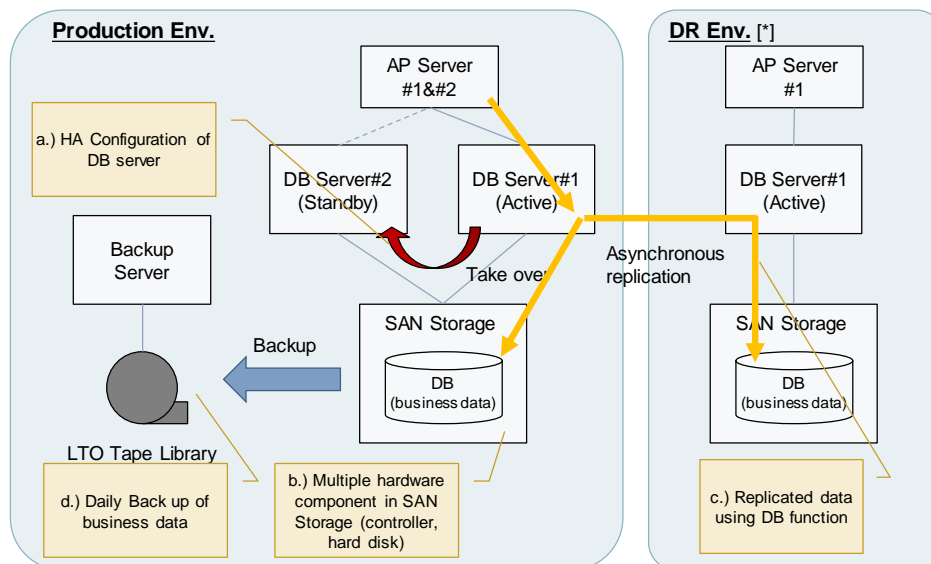 Production Env.
DR Env. [*]
AP Server
#1&#2
AP Server
#1
a.) HA Configuration of
DB server
DB Server#2
(Standby)
DB Server#1
(Active)
DB Server#1
(Active)
Backup
Server
Take over
Asynchronous
replication
SAN Storage
SAN Storage
Backup
DB
(business data)
DB
(business data)
LTO Tape Library
d.) Daily Back up of
business data
b.) Multiple hardware
component in SAN
Storage (controller,
hard disk)
c.) Replicated data
using DB function